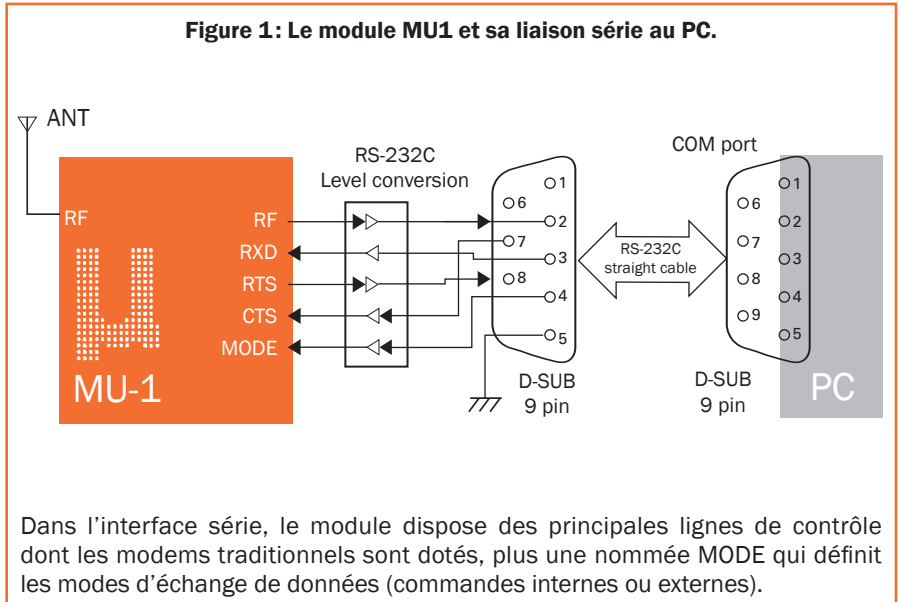 Figure 1: Le module MU1 et sa liaison série au PC.
ANT
RS-232C
Level conversion
COM port
RF
RF
RXD
RTS
CTS
MODE
µ
MU-1
1
6
2
7
3
8
4
5
RS-232C
straight cable
1
6
2
7
3
8
4
9
5
D-SUB
9 pin
D-SUB
9 pin
PC
Dans l'interface série, le module dispose des principales lignes de contrôle
dont les modems traditionnels sont dotés, plus une nommée MODE qui définit
les modes d'échange de données (commandes internes ou externes).